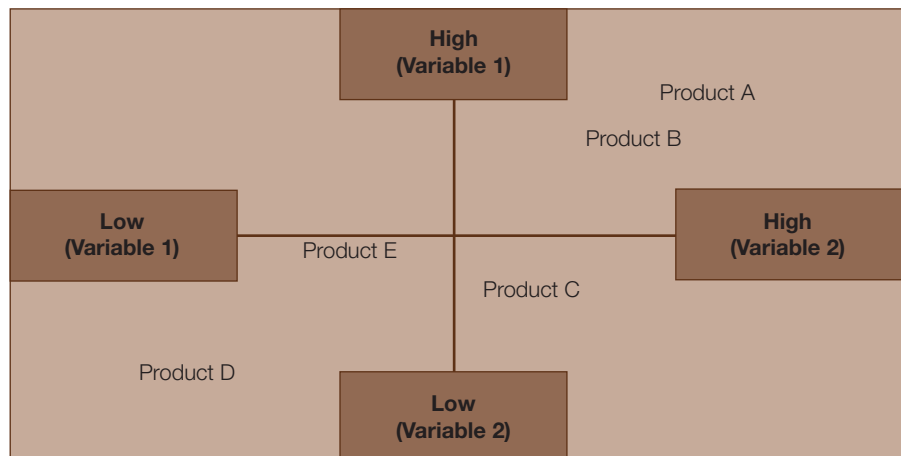 High
(Variable 1)
Product A
Product B
Low
(Variable 1)
High
(Variable 2)
Product E
Product C
Product D
Low
(Variable 2)